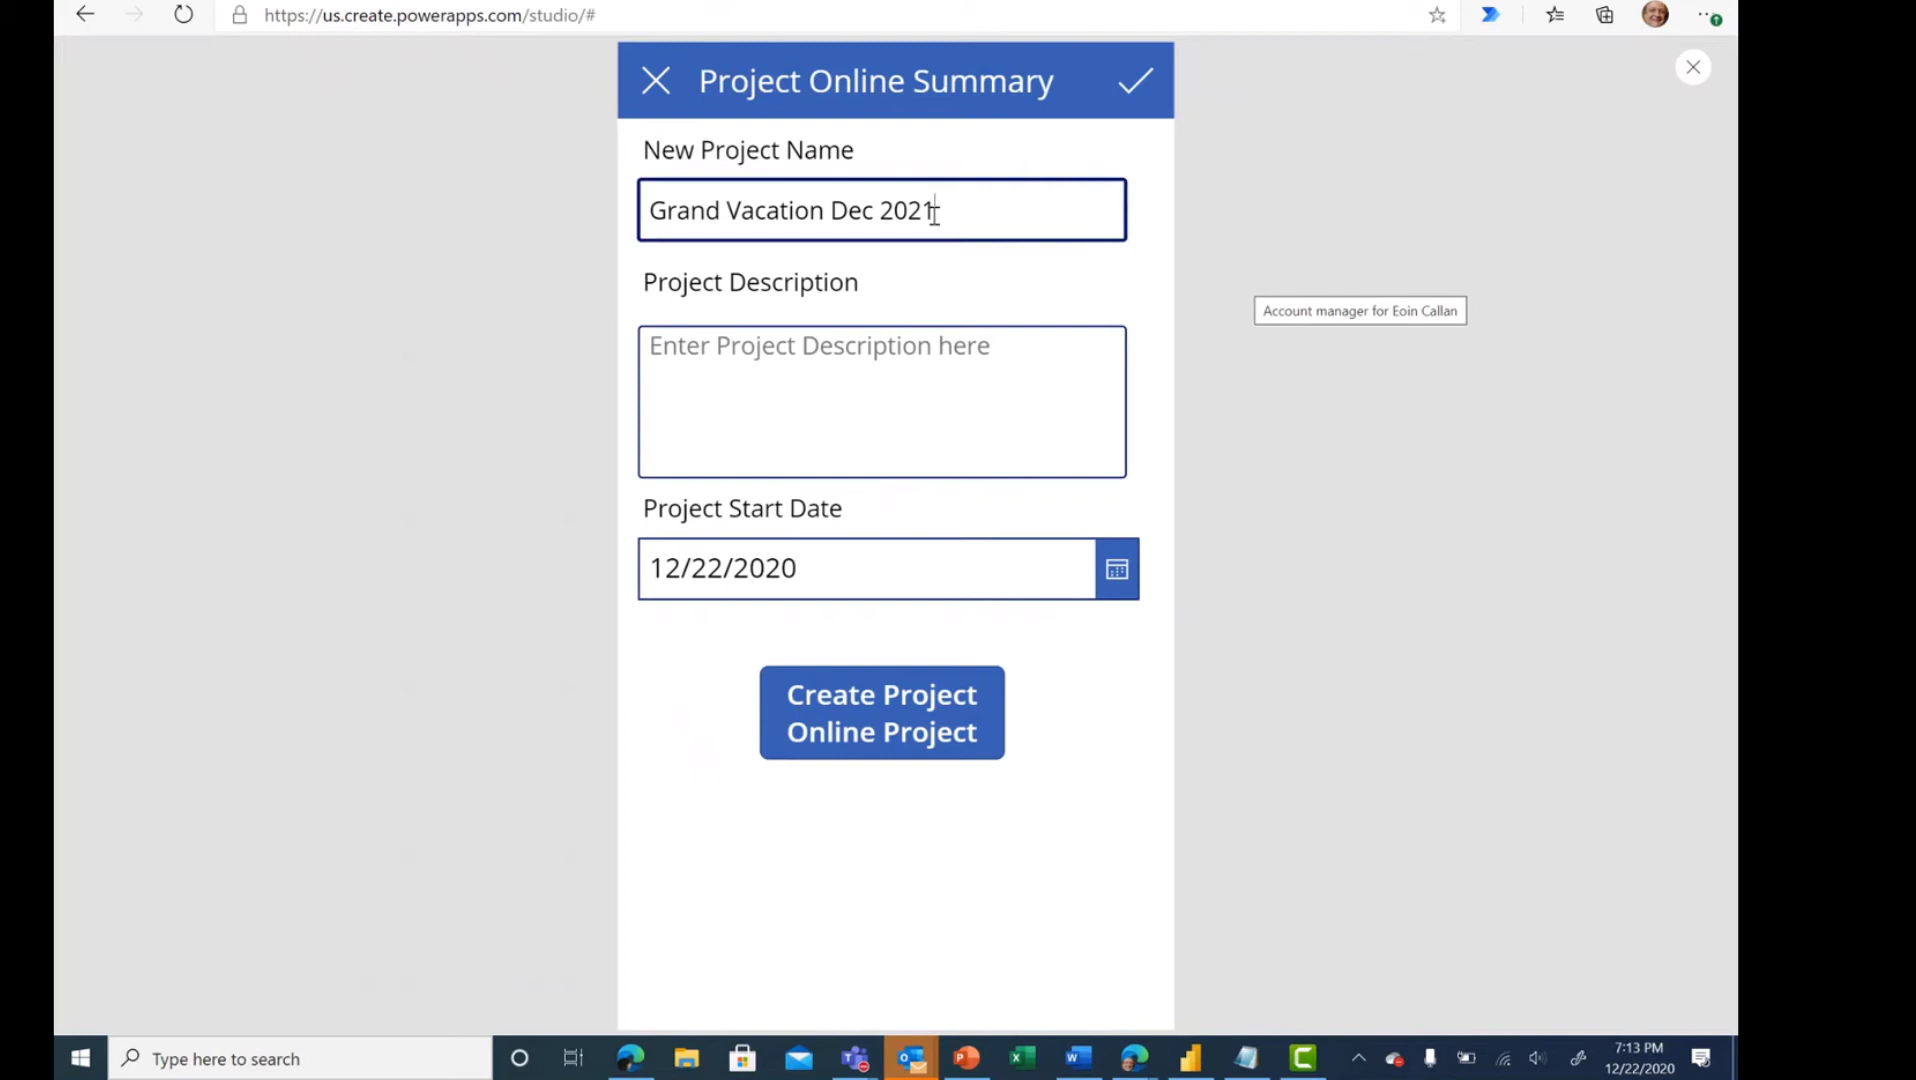 https://us.create.powerapps.com/studio/#
Project Online Summary
New Project Name
Grand Vacation Dec 2021
Project Description
Account manager for Eoin Callan
Enter Project Description here
Project Start Date
12/22/2020
Create Project
Online Project
Type here to search
7:13 PM
12/22/2020